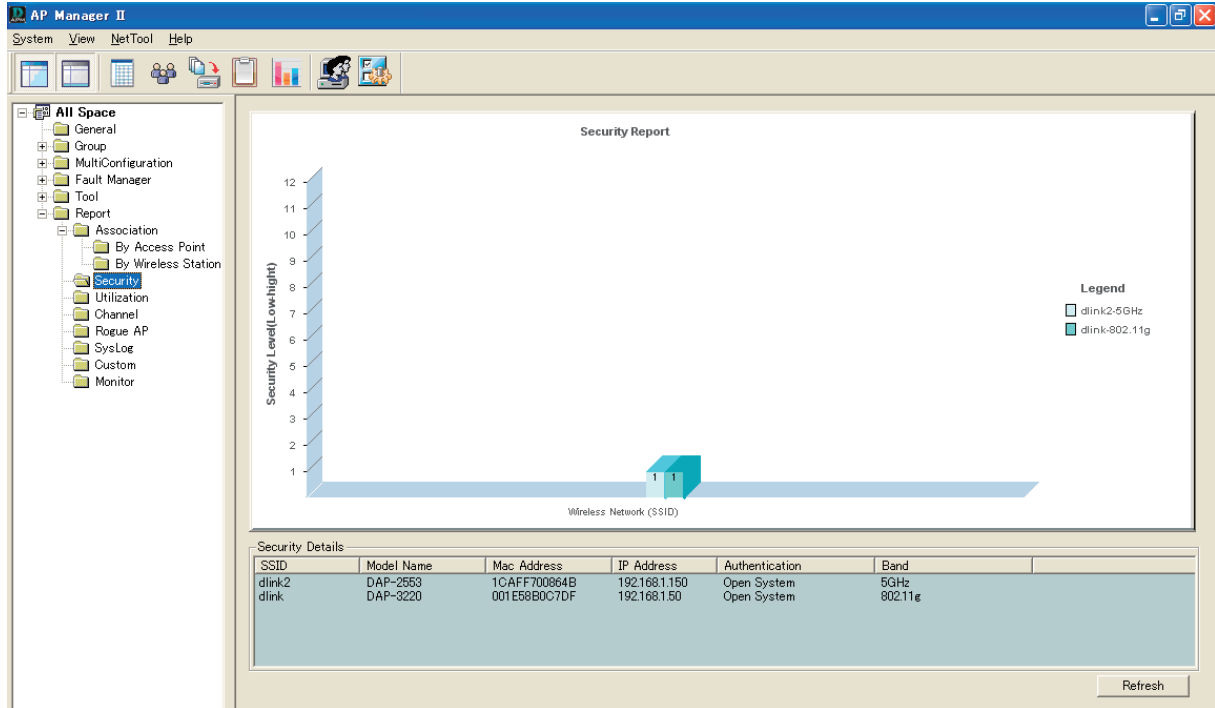 AP Manager II
System View NetTool Help
All Space
General
Group
MultiConfiguration
Fault Manager
Tool
Report
Association
By Access Point
By Wireless Station
Security
Utilization
Channel
Rogue AP
SysLog
Custom
Monitor
Security Report
Security Level(Low-hight)
12
11
10
9
8
7
6
5
4
3
2
1
1 1
Wireless Network (SSID)
Legend
dlink2-5GHz
dlink-802.11g
Security Details
SSID Model Name Mac Address IP Address Authentication Band
dlink2 DAP-2553 1CAFF700864B 192.168.1.150 Open System 5GHz
dlink DAP-3220 001E58B0C7DF 192.168.1.50 Open System 802.11g
Refresh